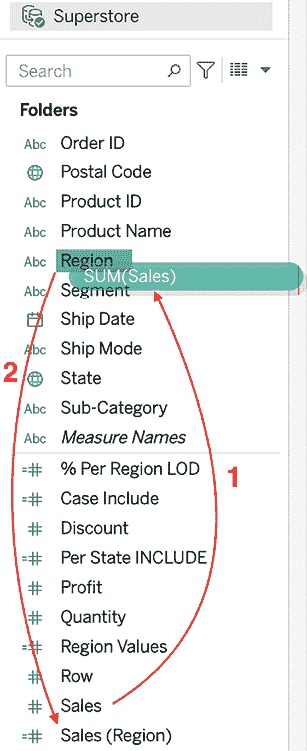 Superstore
Search
Folders
Abc Order ID
Postal Code
Abc Product ID
Abc Product Name
Abc Region
SUM(Sales)
Abc Segment
Ship Date
2
Abc Ship Mode
State
Abc Sub-Category
Abc Measure Names
=# % Per Region LOD
1
=# Case Include
# Discount
=# Per State INCLUDE
# Profit
# Quantity
=# Region Values
# Row
# Sales
=# Sales (Region)